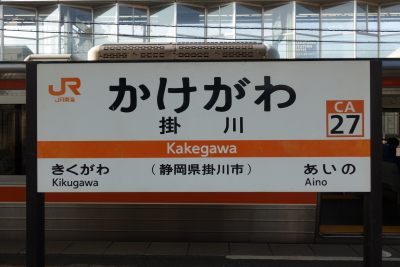 JR
JR東海
かけがわ
掛川
CA
27
Kakegawa
きくがわ
Kikugawa
(静岡県掛川市)
あいの
Aino